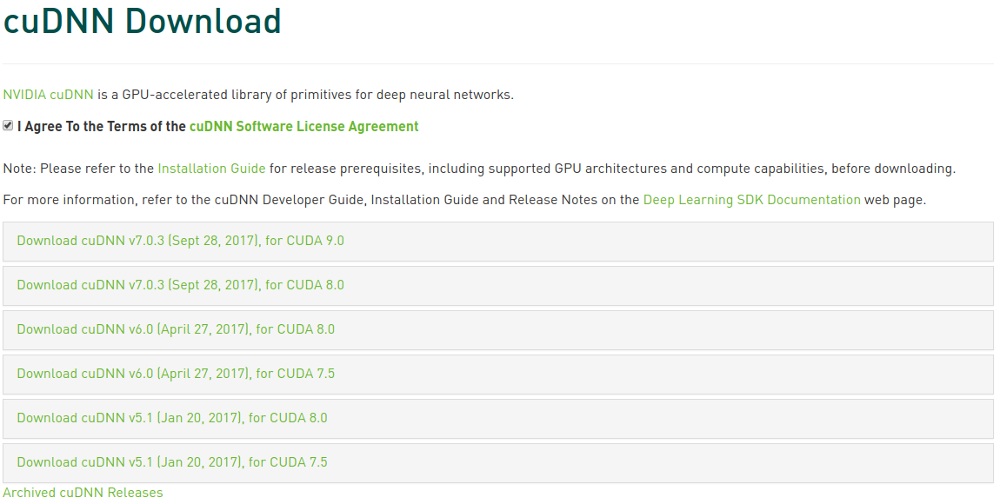 cuDNN Download
NVIDIA cuDNN is a GPU-accelerated library of primitives for deep neural networks.
I Agree To the Terms of the cuDNN Software License Agreement
Note: Please refer to the Installation Guide for release prerequisites, including supported GPU architectures and compute capabilities, before downloading.
For more information, refer to the cuDNN Developer Guide, Installation Guide and Release Notes on the Deep Learning SDK Documentation web page.
Download cuDNN v7.0.3 (Sept 28, 2017), for CUDA 9.0
Download cuDNN v7.0.3 (Sept 28, 2017), for CUDA 8.0
Download cuDNN v6.0 (April 27, 2017), for CUDA 8.0
Download cuDNN v6.0 (April 27, 2017), for CUDA 7.5
Download cuDNN v5.1 (Jan 20, 2017), for CUDA 8.0
Download cuDNN v5.1 (Jan 20, 2017), for CUDA 7.5
Archived cuDNN Releases